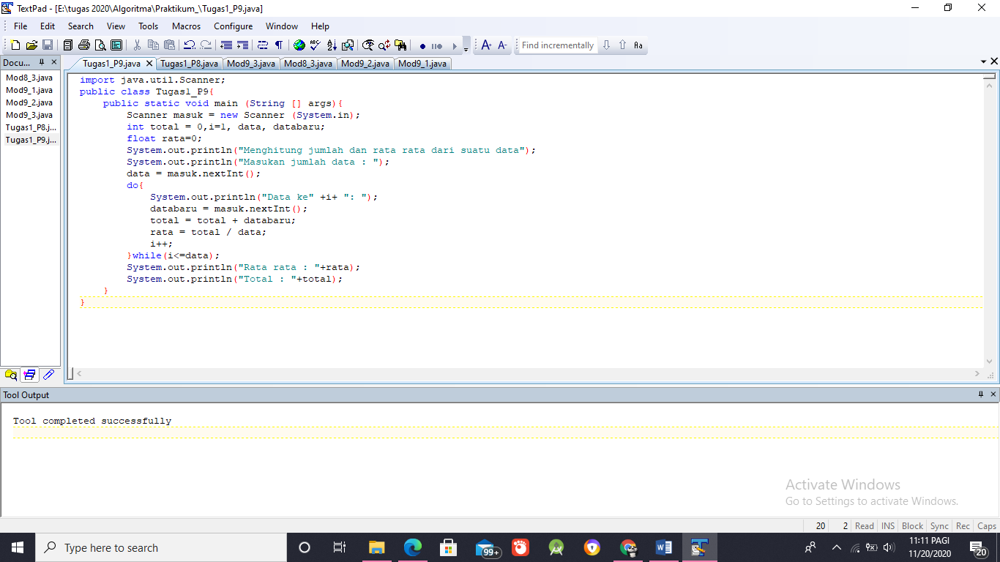 TextPad - [E:\tugas 2020\Algoritma\Praktikum_\Tugas1_P9.java]
File Edit Search View Tools Macros Configure Window Help
Find incrementally
Docu...
Tugas1_P9.java Tugas1_P8.java Mod9_3.java Mod8_3.java Mod9_2.java Mod9_1.java
Mod8_3.java
Mod9_1.java
Mod9_2.java
Mod9_3.java
Tugas1_P8.j...
Tugas1_P9.j...
import java.util.Scanner;
public class Tugas1_P9{
public static void main (String [] args){
Scanner masuk = new Scanner (System.in);
int total = 0,i=1, data, databaru;
float rata=0;
System.out.println("Menghitung jumlah dan rata rata dari suatu data");
System.out.println("Masukan jumlah data : ");
data = masuk.nextInt();
do{
System.out.println("Data ke" +i+ ": ");
databaru = masuk.nextInt();
total = total + databaru;
rata = total / data;
i++;
}while(i<=data);
System.out.println("Rata rata : "+rata);
System.out.println("Total : "+total);
}
}
Tool Output
Tool completed successfully
Activate Windows
Go to Settings to activate Windows.
20 2 Read INS Block Sync Rec Caps
Type here to search
99+
11:11 PAGI
11/20/2020
20